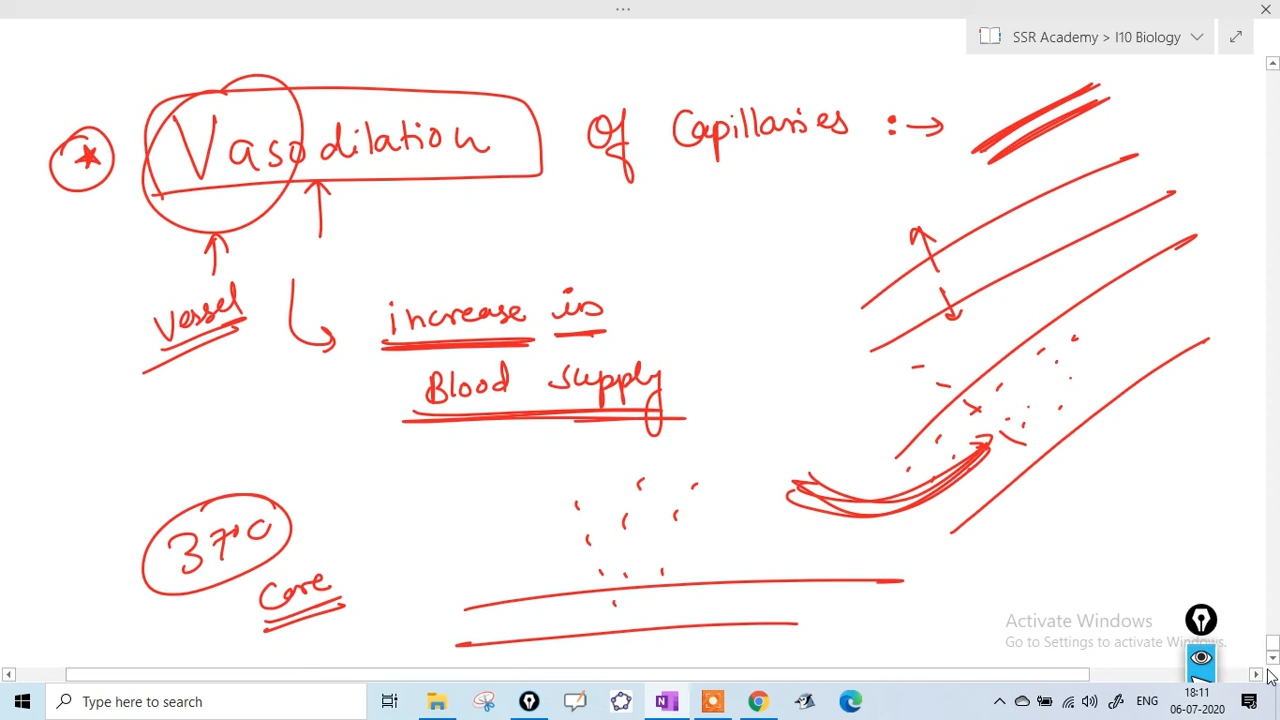 SSR Academy > I10 Biology
Vasodilation Of Capillaries :→
Vessel
increase in
Blood supply
37°C
Core
Activate Windows
Go to Settings to activate Windows.
Type here to search
ENG
18:11
06-07-2020